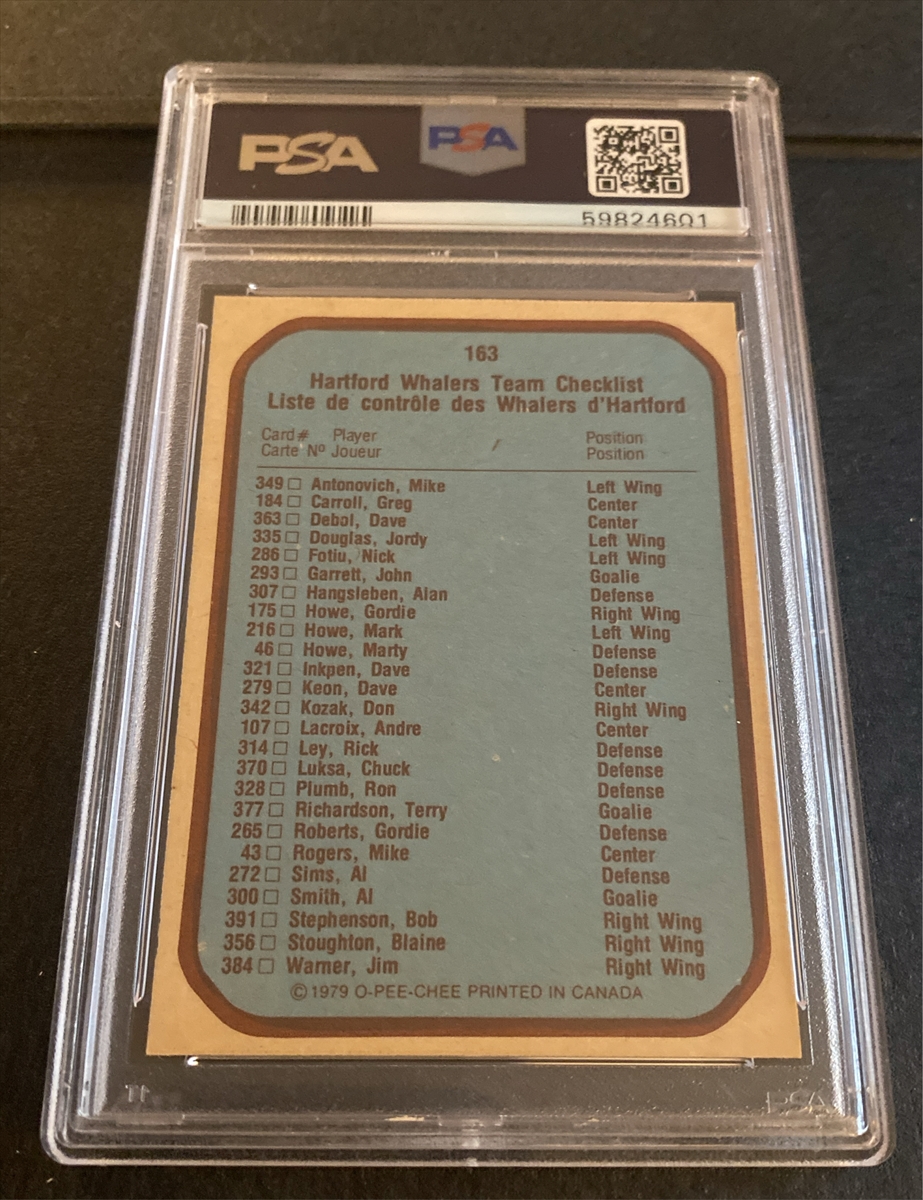 PSA PSA
59824601
163
Hartford Whalers Team Checklist
Liste de contrôle des Whalers d'Hartford
Card # Player Position
Carte Nº Joueur Position
349 □ Antonovich, Mike Left Wing
184 □ Carroll, Greg Center
363 □ Debol, Dave Center
335 □ Douglas, Jordy Left Wing
286 □ Fotiu, Nick Left Wing
293 □ Garrett, John Goalie
307 □ Hangsleben, Alan Defense
175 □ Howe, Gordie Right Wing
216 □ Howe, Mark Left Wing
46 □ Howe, Marty Defense
321 □ Inkpen, Dave Defense
279 □ Keon, Dave Center
342 □ Kozak, Don Right Wing
107 □ Lacroix, Andre Center
314 □ Ley, Rick Defense
370 □ Luksa, Chuck Defense
328 □ Plumb, Ron Defense
377 □ Richardson, Terry Goalie
265 □ Roberts, Gordie Defense
43 □ Rogers, Mike Center
272 □ Sims, Al Defense
300 □ Smith, Al Goalie
391 □ Stephenson, Bob Right Wing
356 □ Stoughton, Blaine Right Wing
384 □ Warner, Jim Right Wing
© 1979 O-PEE-CHEE PRINTED IN CANADA
PSA